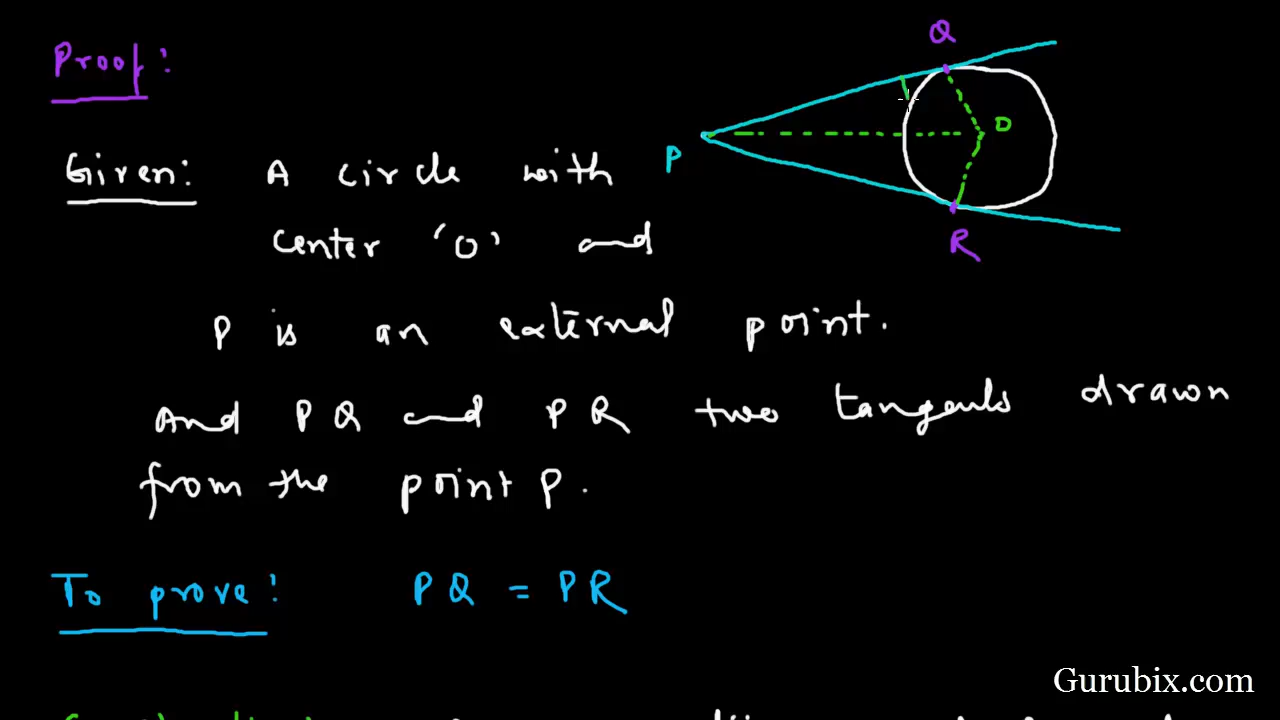 Proof:
Q
O
P
R
Given: A circle with
center 'O' and
P is an external point.
And PQ and PR two tangents drawn
from the point P.
To prove: PQ = PR
Gurubix.com